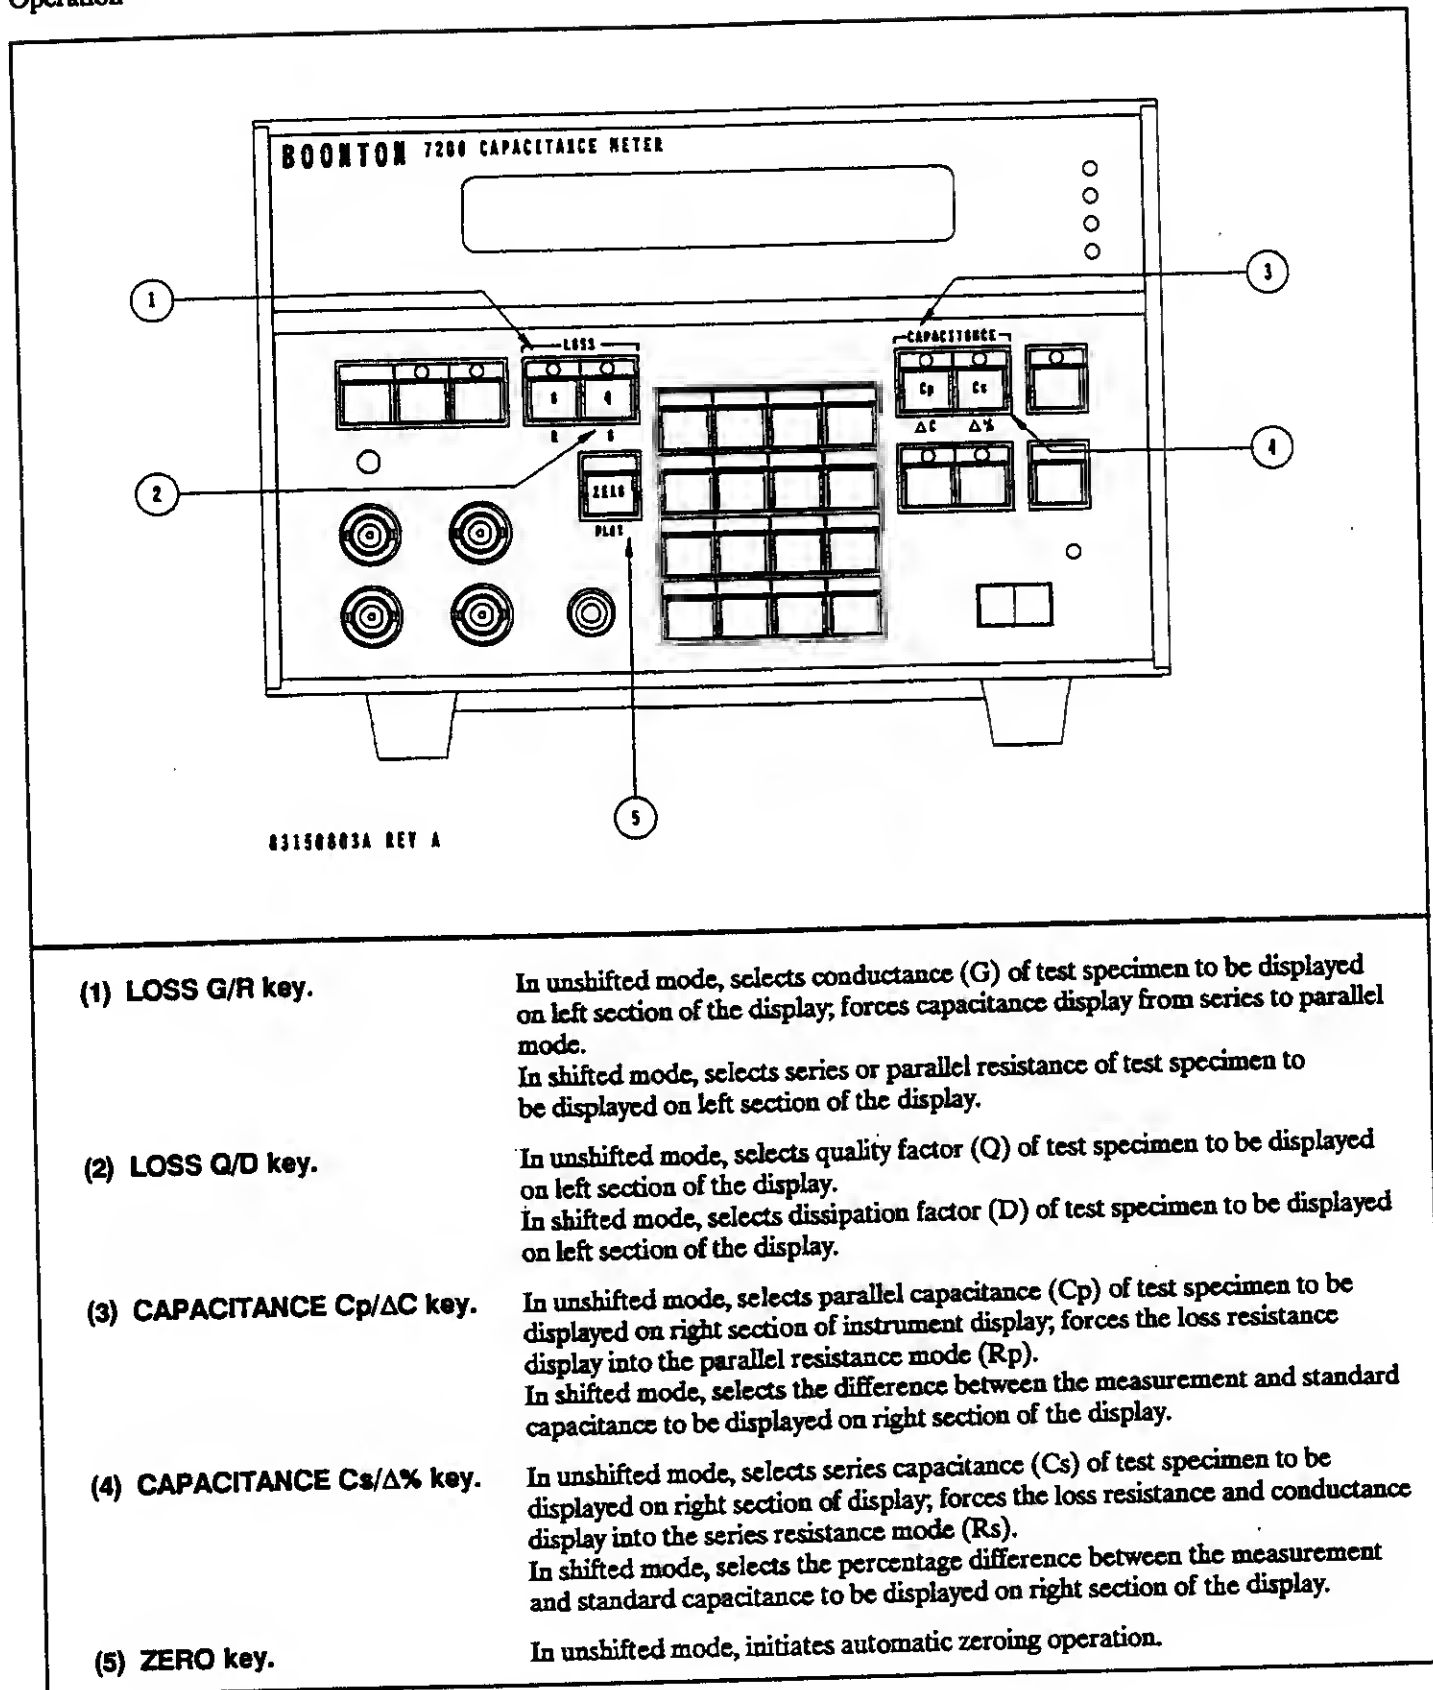 Operation
BOONTON 7200 CAPACITANCE METER
1
3
LOSS
CAPACITANCE
Cp Cs
ΔC Δ%
R
2
4
ZERO
PLOT
5
83150803A REV A
(1) LOSS G/R key.
In unshifted mode, selects conductance (G) of test specimen to be displayed
on left section of the display; forces capacitance display from series to parallel
mode.
In shifted mode, selects series or parallel resistance of test specimen to
be displayed on left section of the display.
(2) LOSS Q/D key.
In unshifted mode, selects quality factor (Q) of test specimen to be displayed
on left section of the display.
In shifted mode, selects dissipation factor (D) of test specimen to be displayed
on left section of the display.
(3) CAPACITANCE Cp/ΔC key.
In unshifted mode, selects parallel capacitance (Cp) of test specimen to be
displayed on right section of instrument display; forces the loss resistance
display into the parallel resistance mode (Rp).
In shifted mode, selects the difference between the measurement and standard
capacitance to be displayed on right section of the display.
(4) CAPACITANCE Cs/Δ% key.
In unshifted mode, selects series capacitance (Cs) of test specimen to be
displayed on right section of display; forces the loss resistance and conductance
display into the series resistance mode (Rs).
In shifted mode, selects the percentage difference between the measurement
and standard capacitance to be displayed on right section of the display.
(5) ZERO key.
In unshifted mode, initiates automatic zeroing operation.